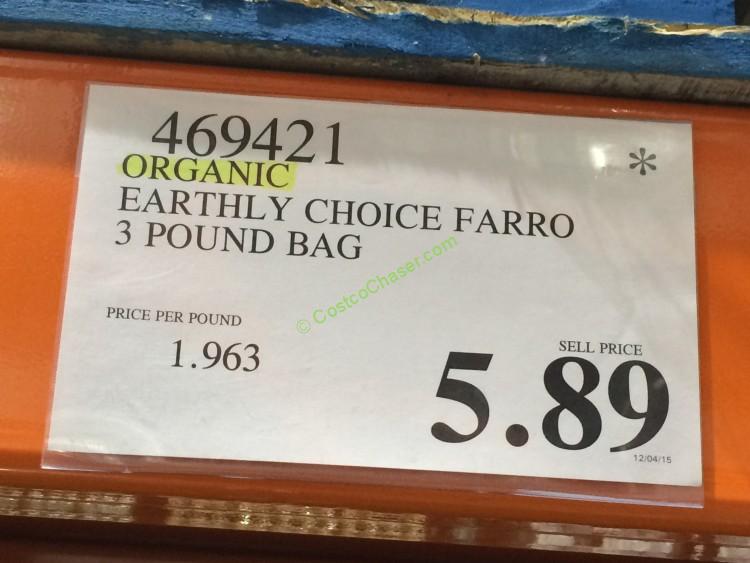 469421
*
ORGANIC
EARTHLY CHOICE FARRO
3 POUND BAG
© CostcoChaser.com
PRICE PER POUND
1.963
SELL PRICE
5.89
12/04/15